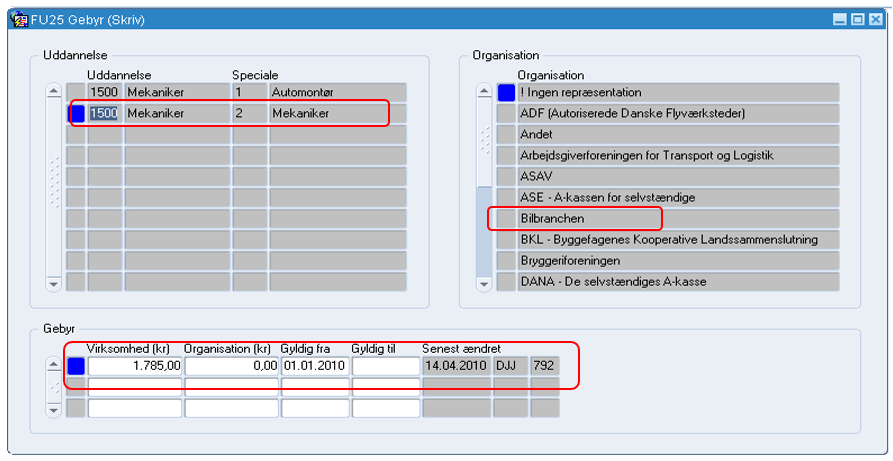 FU25 Gebyr (Skriv)
Uddannelse
Uddannelse Speciale
1500 Mekaniker 1 Automontør
1500 Mekaniker 2 Mekaniker
Organisation
Organisation
! Ingen repræsentation
ADF (Autoriserede Danske Flyværksteder)
Andet
Arbejdsgiverforeningen for Transport og Logistik
ASAV
ASE - A-kassen for selvstændige
Bilbranchen
BKL - Byggefagenes Kooperative Landssammenslutning
Bryggeriforeningen
DANA - De selvstændiges A-kasse
Gebyr
Virksomhed (kr) Organisation (kr) Gyldig fra Gyldig til Senest ændret
1.785,00 0,00 01.01.2010 14.04.2010 DJJ 792